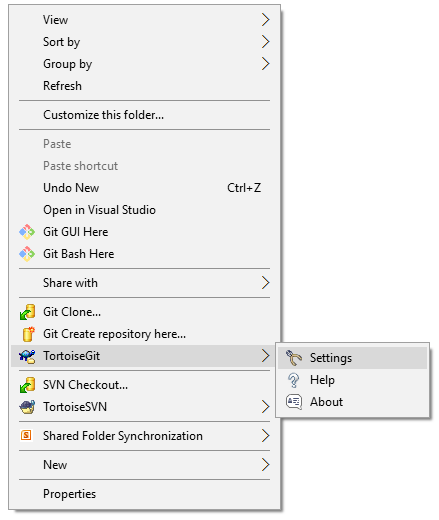 View
Sort by
Group by
Refresh
Customize this folder...
Paste
Paste shortcut
Undo New Ctrl+Z
Open in Visual Studio
Git GUI Here
Git Bash Here
Share with
Git Clone...
Git Create repository here...
TortoiseGit
Settings
Help
About
SVN Checkout...
TortoiseSVN
Shared Folder Synchronization
New
Properties